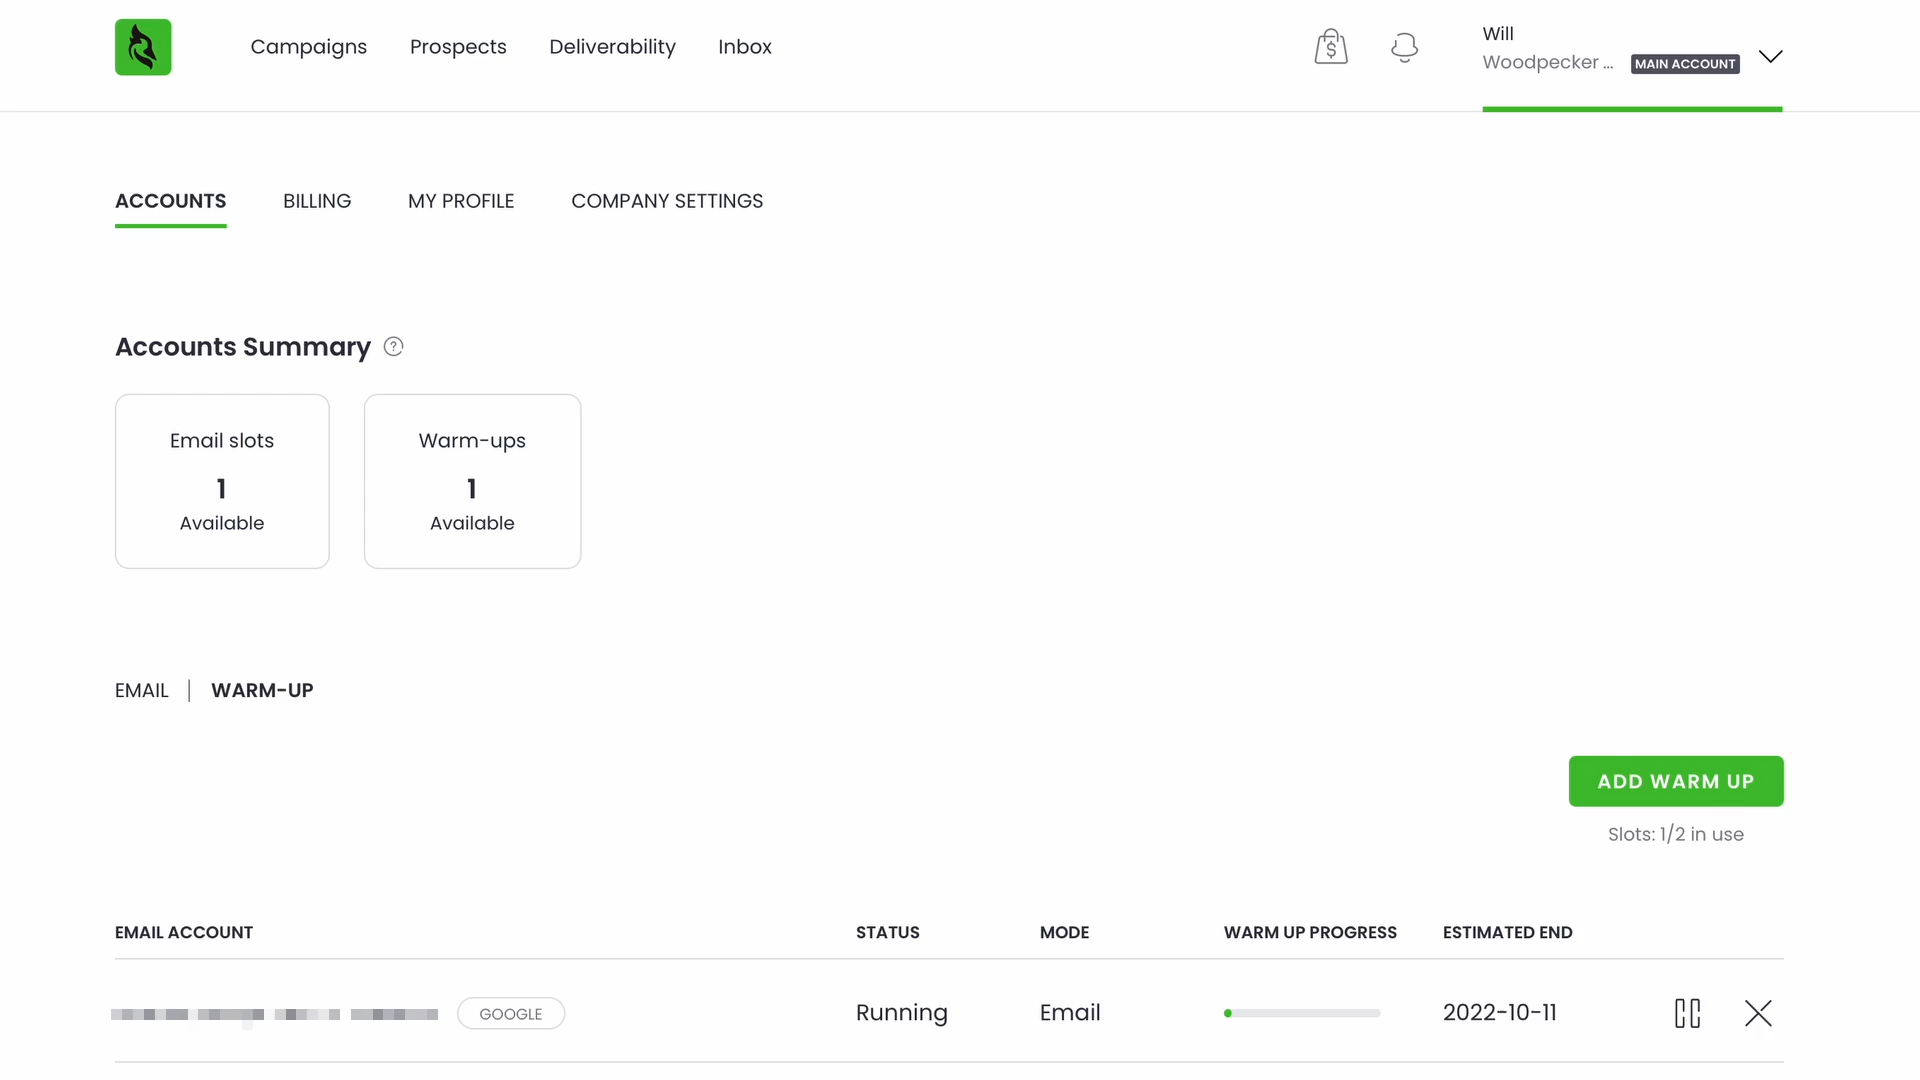 Campaigns Prospects Deliverability Inbox
Will
Woodpecker ... MAIN ACCOUNT
ACCOUNTS BILLING MY PROFILE COMPANY SETTINGS
Accounts Summary ?
Email slots
1
Available
Warm-ups
1
Available
EMAIL | WARM-UP
ADD WARM UP
Slots: 1/2 in use
EMAIL ACCOUNT STATUS MODE WARM UP PROGRESS ESTIMATED END
GOOGLE Running Email 2022-10-11